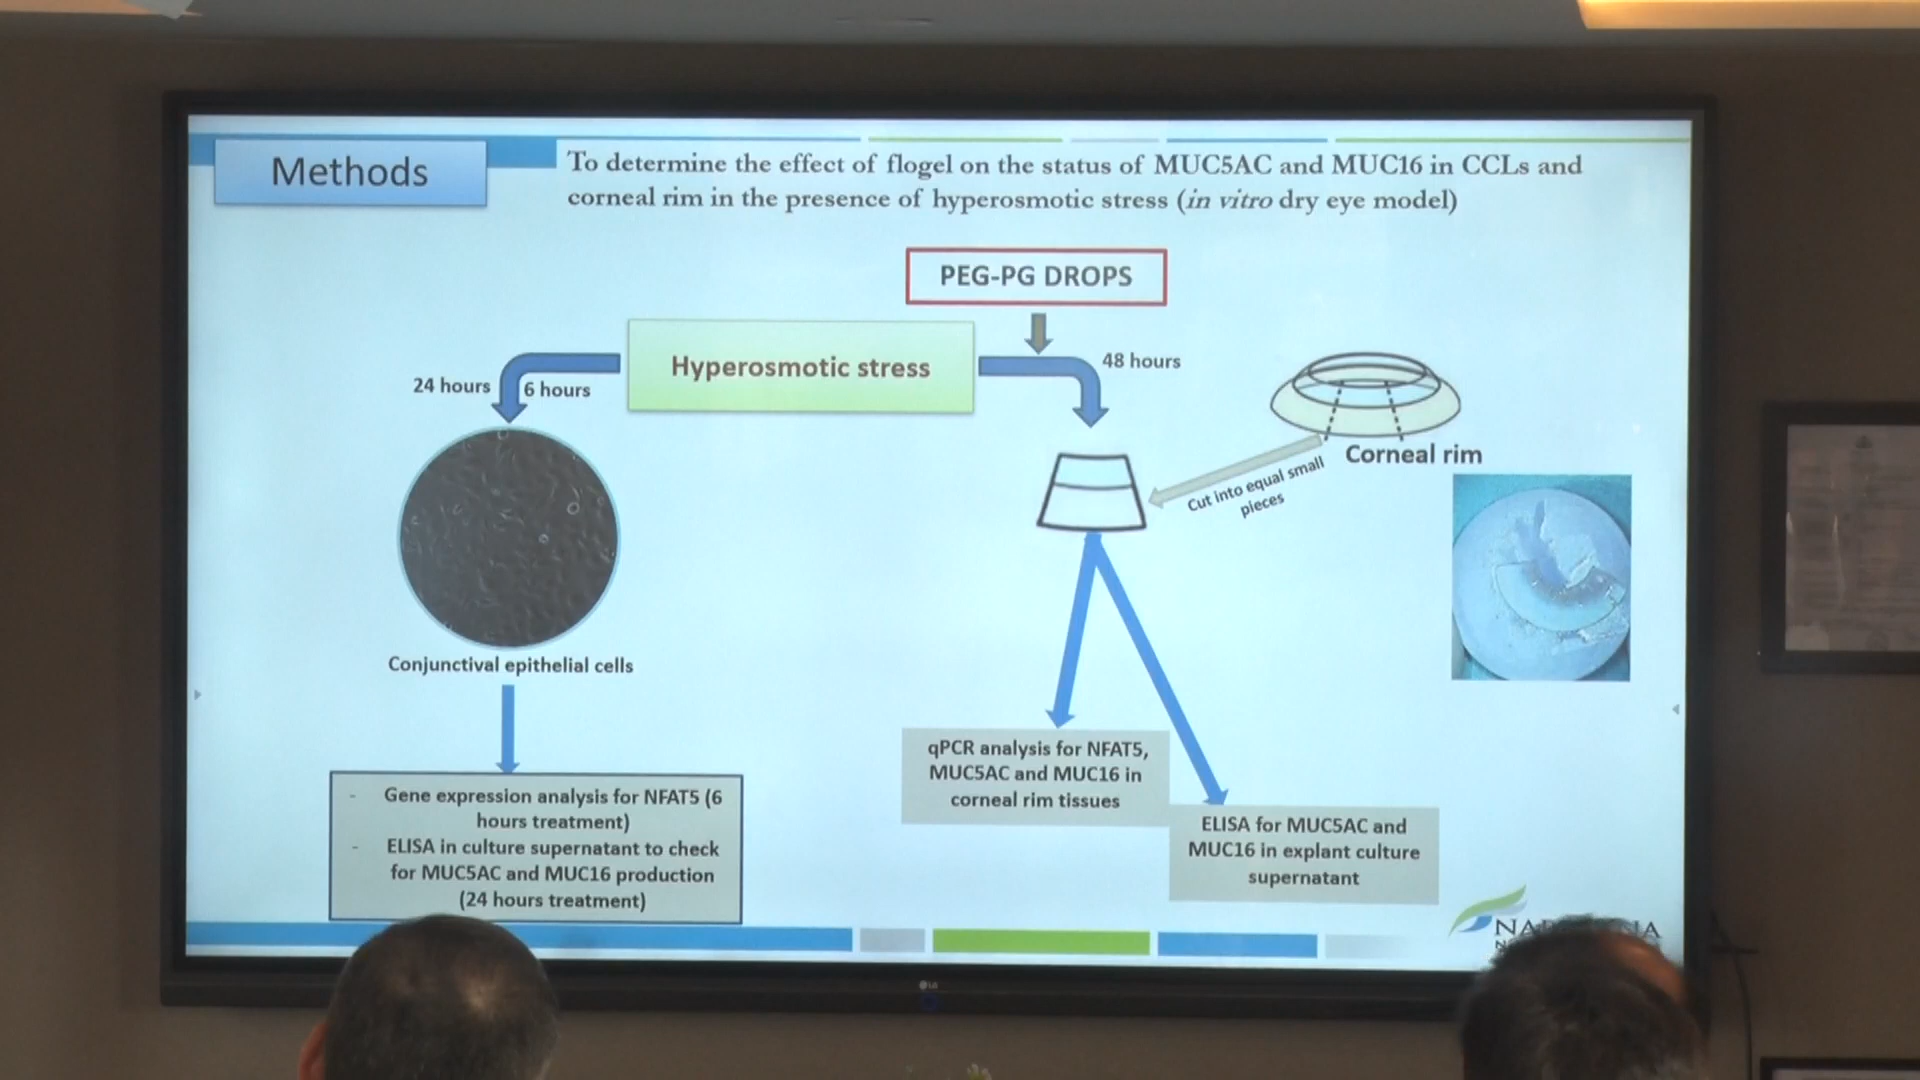 Methods
To determine the effect of flogel on the status of MUC5AC and MUC16 in CCLs and
corneal rim in the presence of hyperosmotic stress (in vitro dry eye model)
PEG-PG DROPS
Hyperosmotic stress
48 hours
24 hours
6 hours
Corneal rim
Cut into equal small
pieces
Conjunctival epithelial cells
qPCR analysis for NFAT5,
MUC5AC and MUC16 in
corneal rim tissues
- Gene expression analysis for NFAT5 (6
hours treatment)
- ELISA in culture supernatant to check
for MUC5AC and MUC16 production
(24 hours treatment)
ELISA for MUC5AC and
MUC16 in explant culture
supernatant
LG